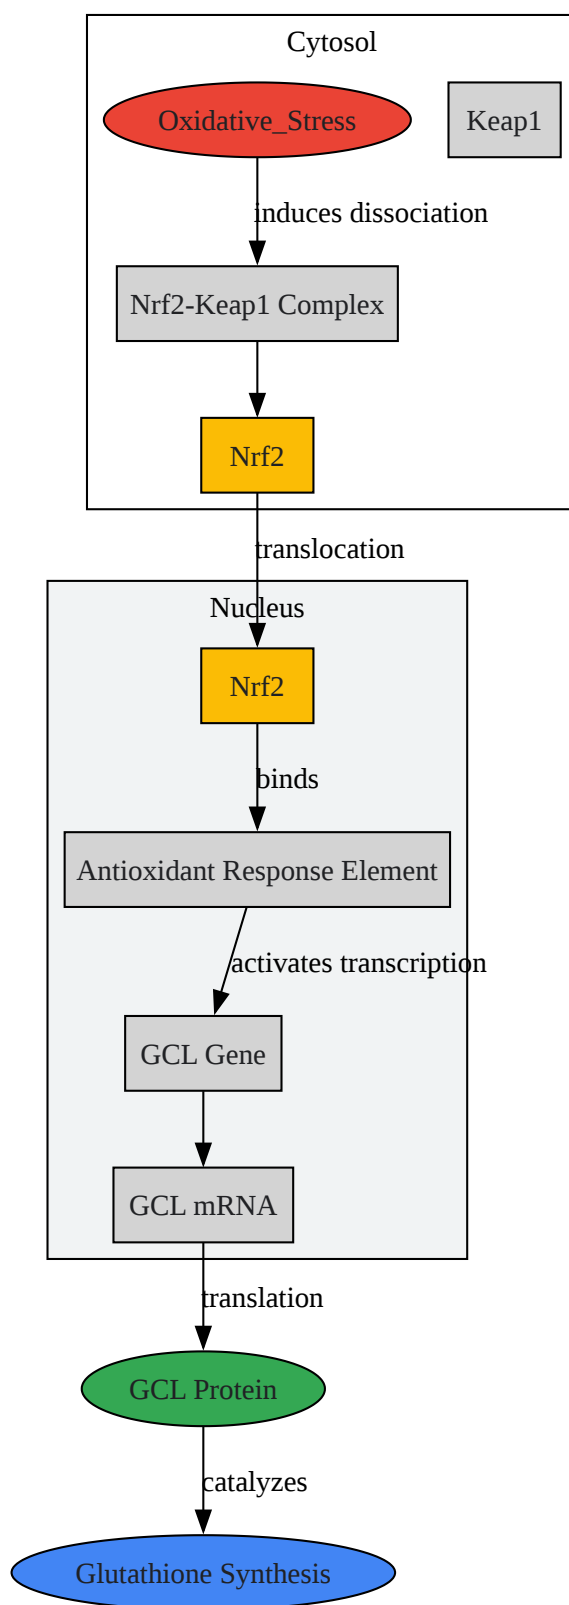 Cytosol
Oxidative_Stress
Keap1
induces dissociation
Nrf2-Keap1 Complex
Nrf2
translocation
Nucleus
Nrf2
binds
Antioxidant Response Element
activates transcription
GCL Gene
GCL mRNA
translation
GCL Protein
catalyzes
Glutathione Synthesis